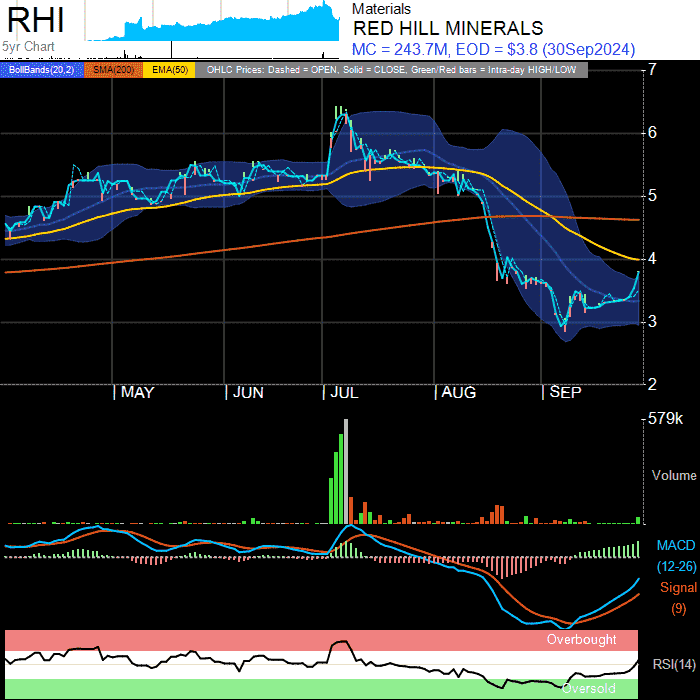 RHI
5yr Chart
Materials
RED HILL MINERALS
MC = 243.7M, EOD = $3.8 (30Sep2024)
BollBands(20,2) SMA(200) EMA(50) OHLC Prices: Dashed = OPEN, Solid = CLOSE, Green/Red bars = Intra-day HIGH/LOW
7
6
5
4
3
2
MAY JUN JUL AUG SEP
579k
Volume
MACD
(12-26)
Signal
(9)
Overbought
RSI(14)
Oversold